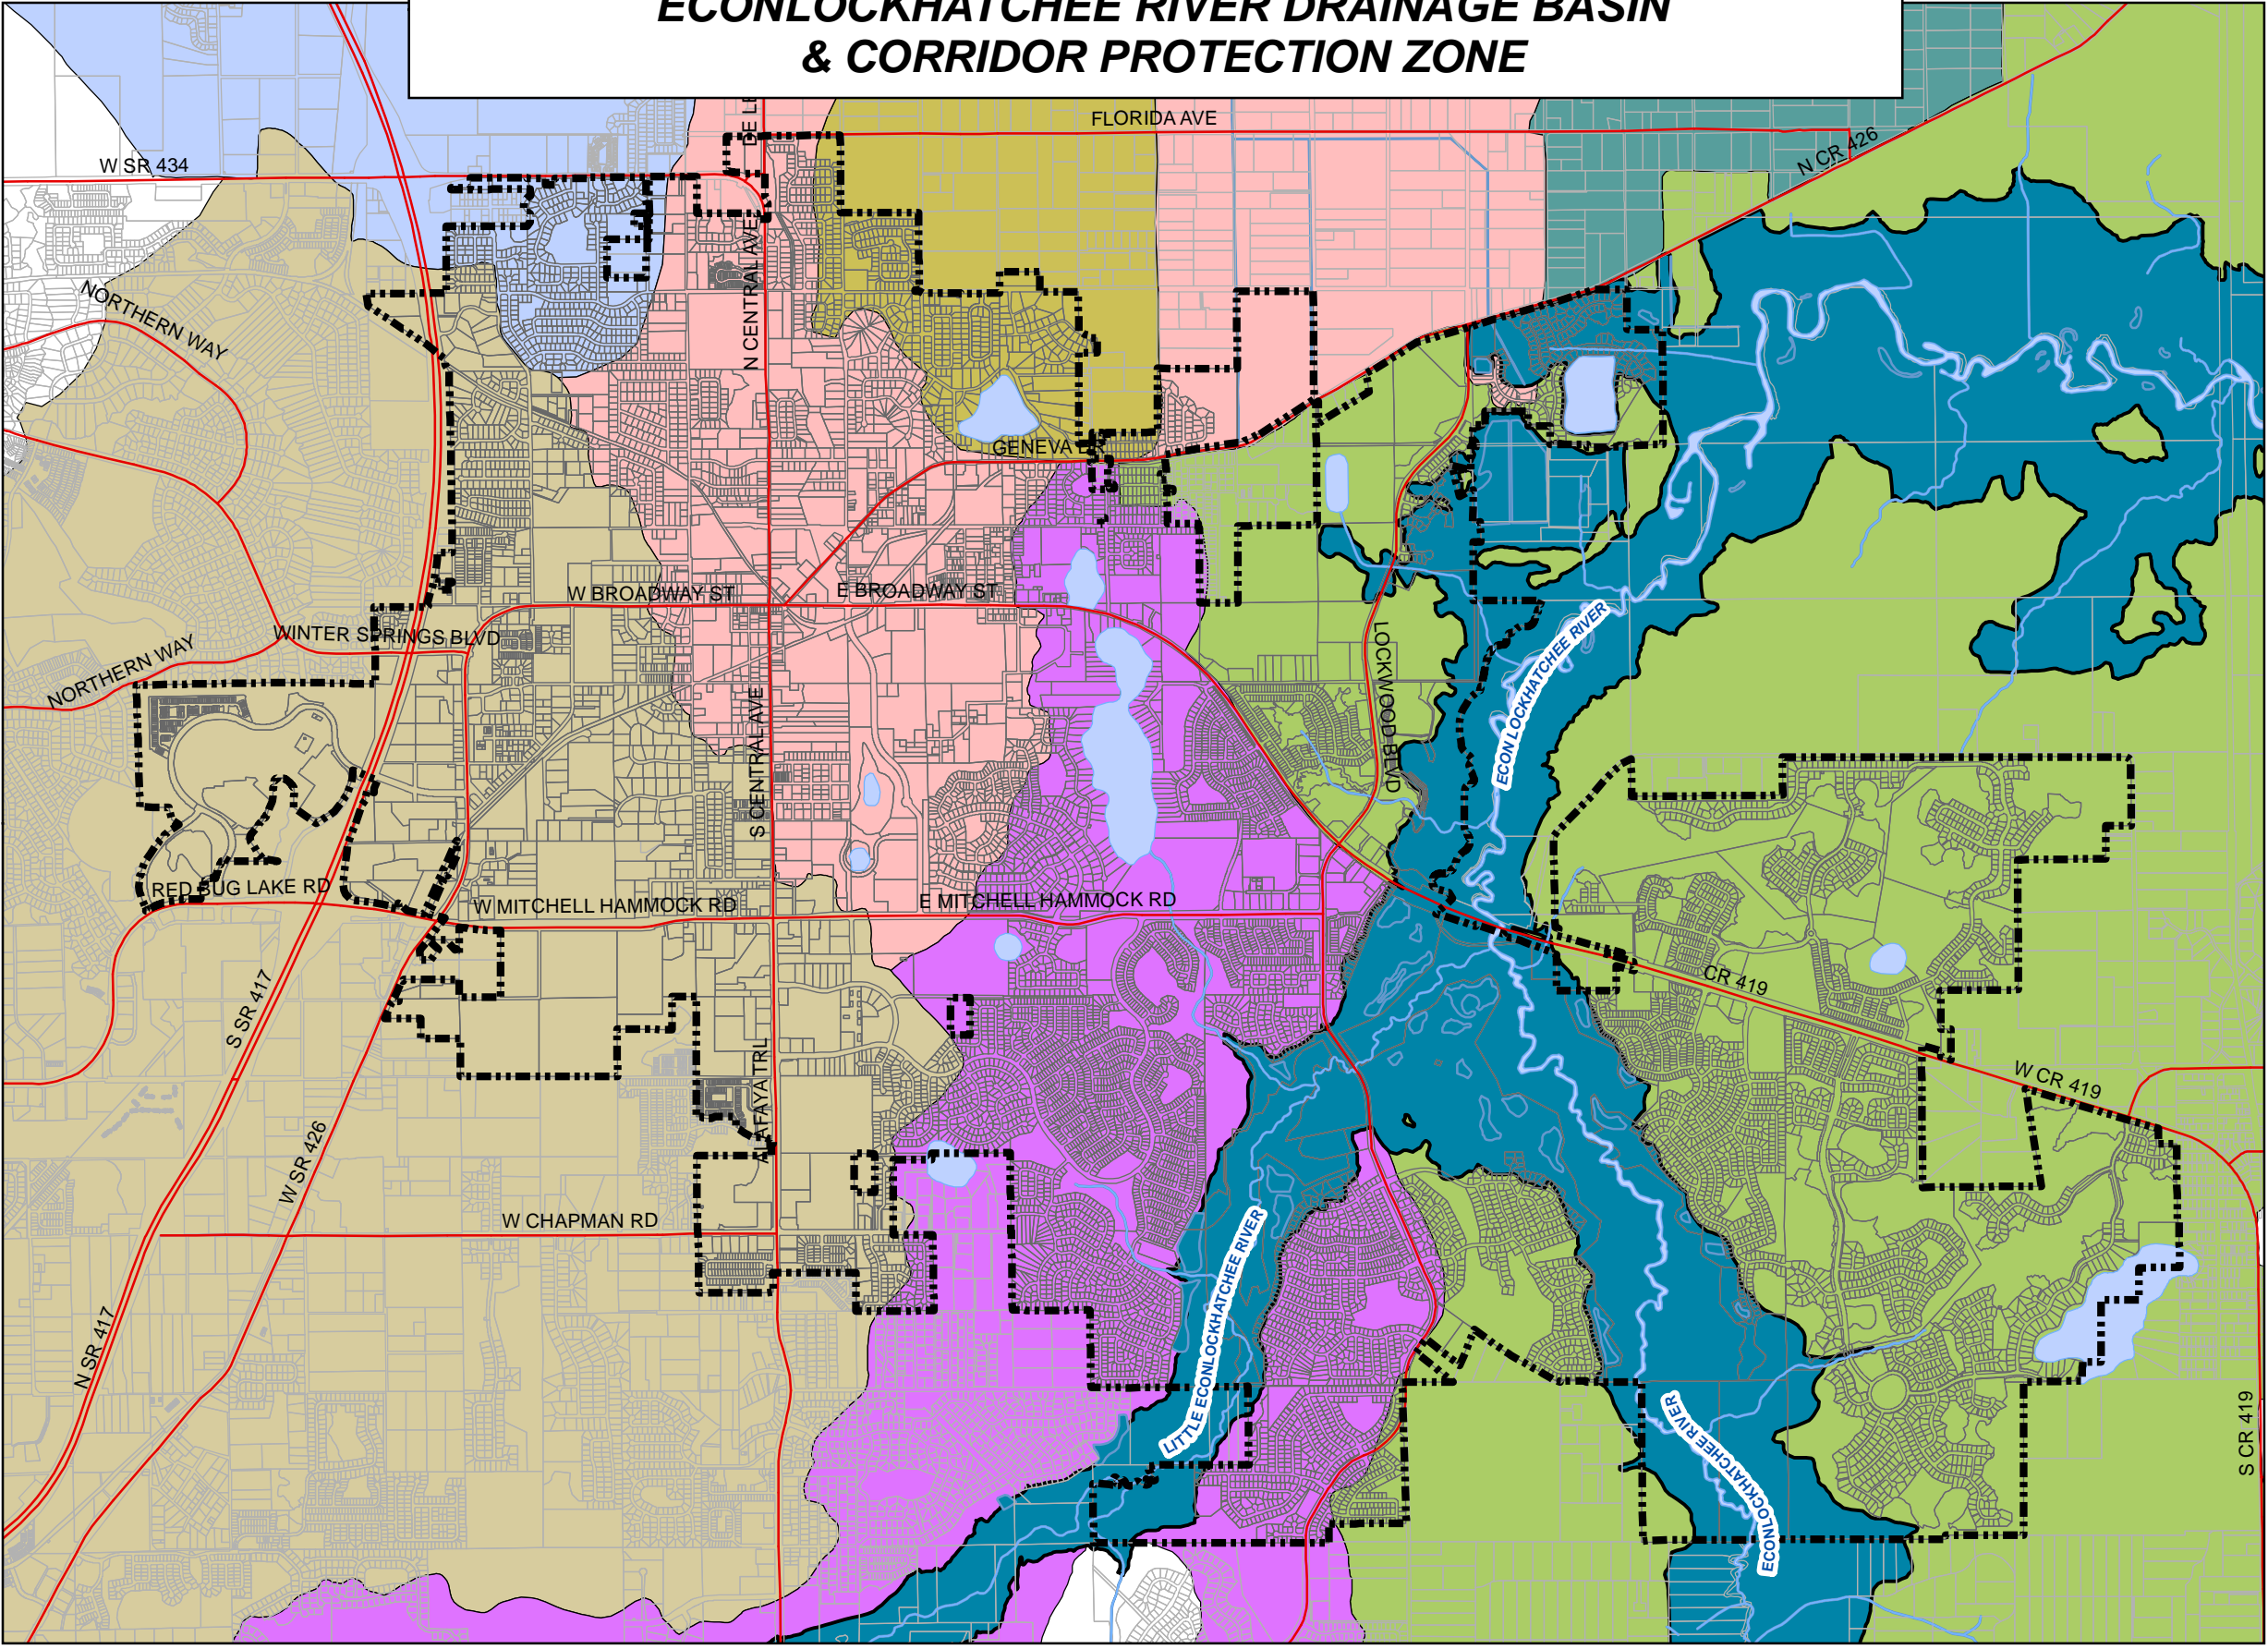 ECONLOCKHATCHEE RIVER DRAINAGE BASIN
& CORRIDOR PROTECTION ZONE
DE LE
FLORIDA AVE
N CR 426
W SR 434
N CENTRAL AVE
NORTHERN WAY
GENEVA DR
W BROADWAY ST
E BROADWAY ST
WINTER SPRINGS BLVD
NORTHERN WAY
LOCKWOOD BLVD
ECONLOCKHATCHEE RIVER
S CENTRAL AVE
RED BUG LAKE RD
W MITCHELL HAMMOCK RD
E MITCHELL HAMMOCK RD
CR 419
S SR 417
W CR 419
ALAFAYA TRL
W SR 426
W CHAPMAN RD
LITTLE ECONLOCKHATCHEE RIVER
N SR 417
ECONLOCKHATCHEE RIVER
S CR 419